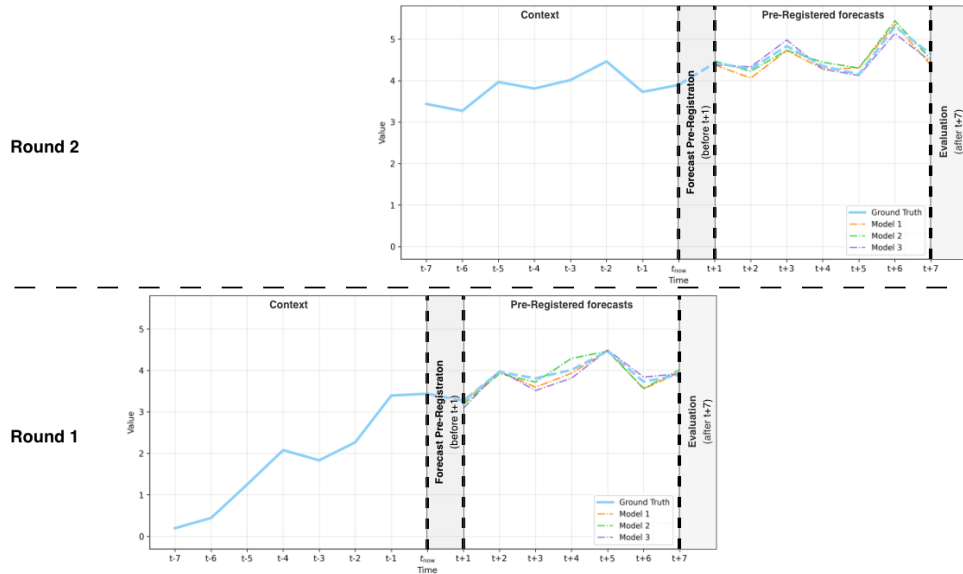 Context
Pre-Registered forecasts
5
4
3
2
1
0
Value
Round 2
Forecast Pre-Registraton
(before t+1)
Evaluation
(after t+7)
Ground Truth
Model 1
Model 2
Model 3
t-7 t-6 t-5 t-4 t-3 t-2 t-1 tnow t+1 t+2 t+3 t+4 t+5 t+6 t+7
Time
Context
Pre-Registered forecasts
5
4
3
2
1
0
Value
Round 1
Forecast Pre-Registraton
(before t+1)
Evaluation
(after t+7)
Ground Truth
Model 1
Model 2
Model 3
t-7 t-6 t-5 t-4 t-3 t-2 t-1 tnow t+1 t+2 t+3 t+4 t+5 t+6 t+7
Time